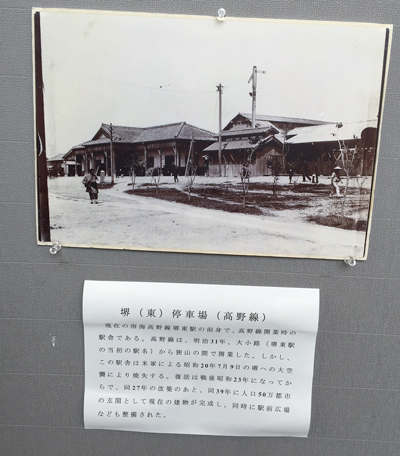 堺（東）停車場（高野線）
現在の南海高野線堺東駅の前身で、高野線開業時の
駅舎である。高野線は、明治31年、大小路（堺東駅
の当初の駅名）から狭山の間で開業した。しかし、
この駅舎は米軍による昭和20年7月9日の堺への大空
襲により焼失する。復活は戦後昭和23年になってか
らで、同27年の改築のあと、同39年に人口50万都市
の玄関として現在の建物が完成し、同時に駅前広場
なども整備された。